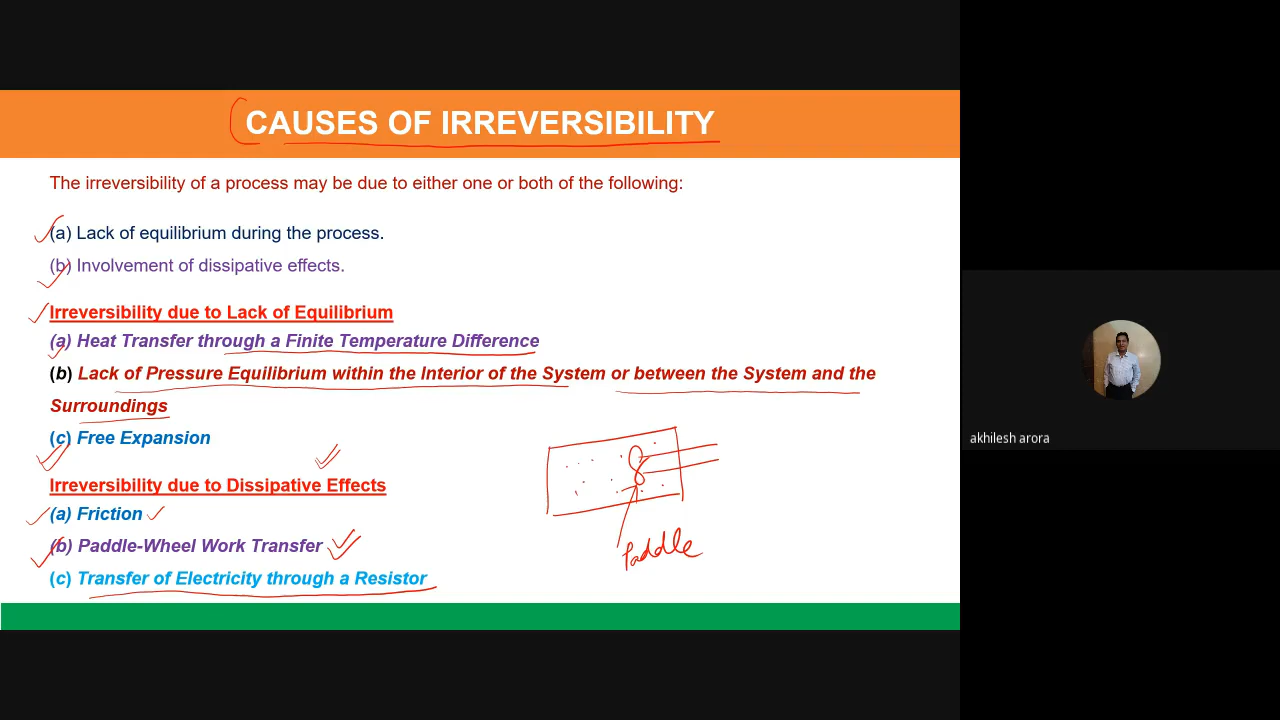 CAUSES OF IRREVERSIBILITY
The irreversibility of a process may be due to either one or both of the following:
(a) Lack of equilibrium during the process.
(b) Involvement of dissipative effects.
Irreversibility due to Lack of Equilibrium
(a) Heat Transfer through a Finite Temperature Difference
(b) Lack of Pressure Equilibrium within the Interior of the System or between the System and the
Surroundings
(c) Free Expansion
akhilesh arora
Irreversibility due to Dissipative Effects
(a) Friction
(b) Paddle-Wheel Work Transfer
Paddle
(c) Transfer of Electricity through a Resistor